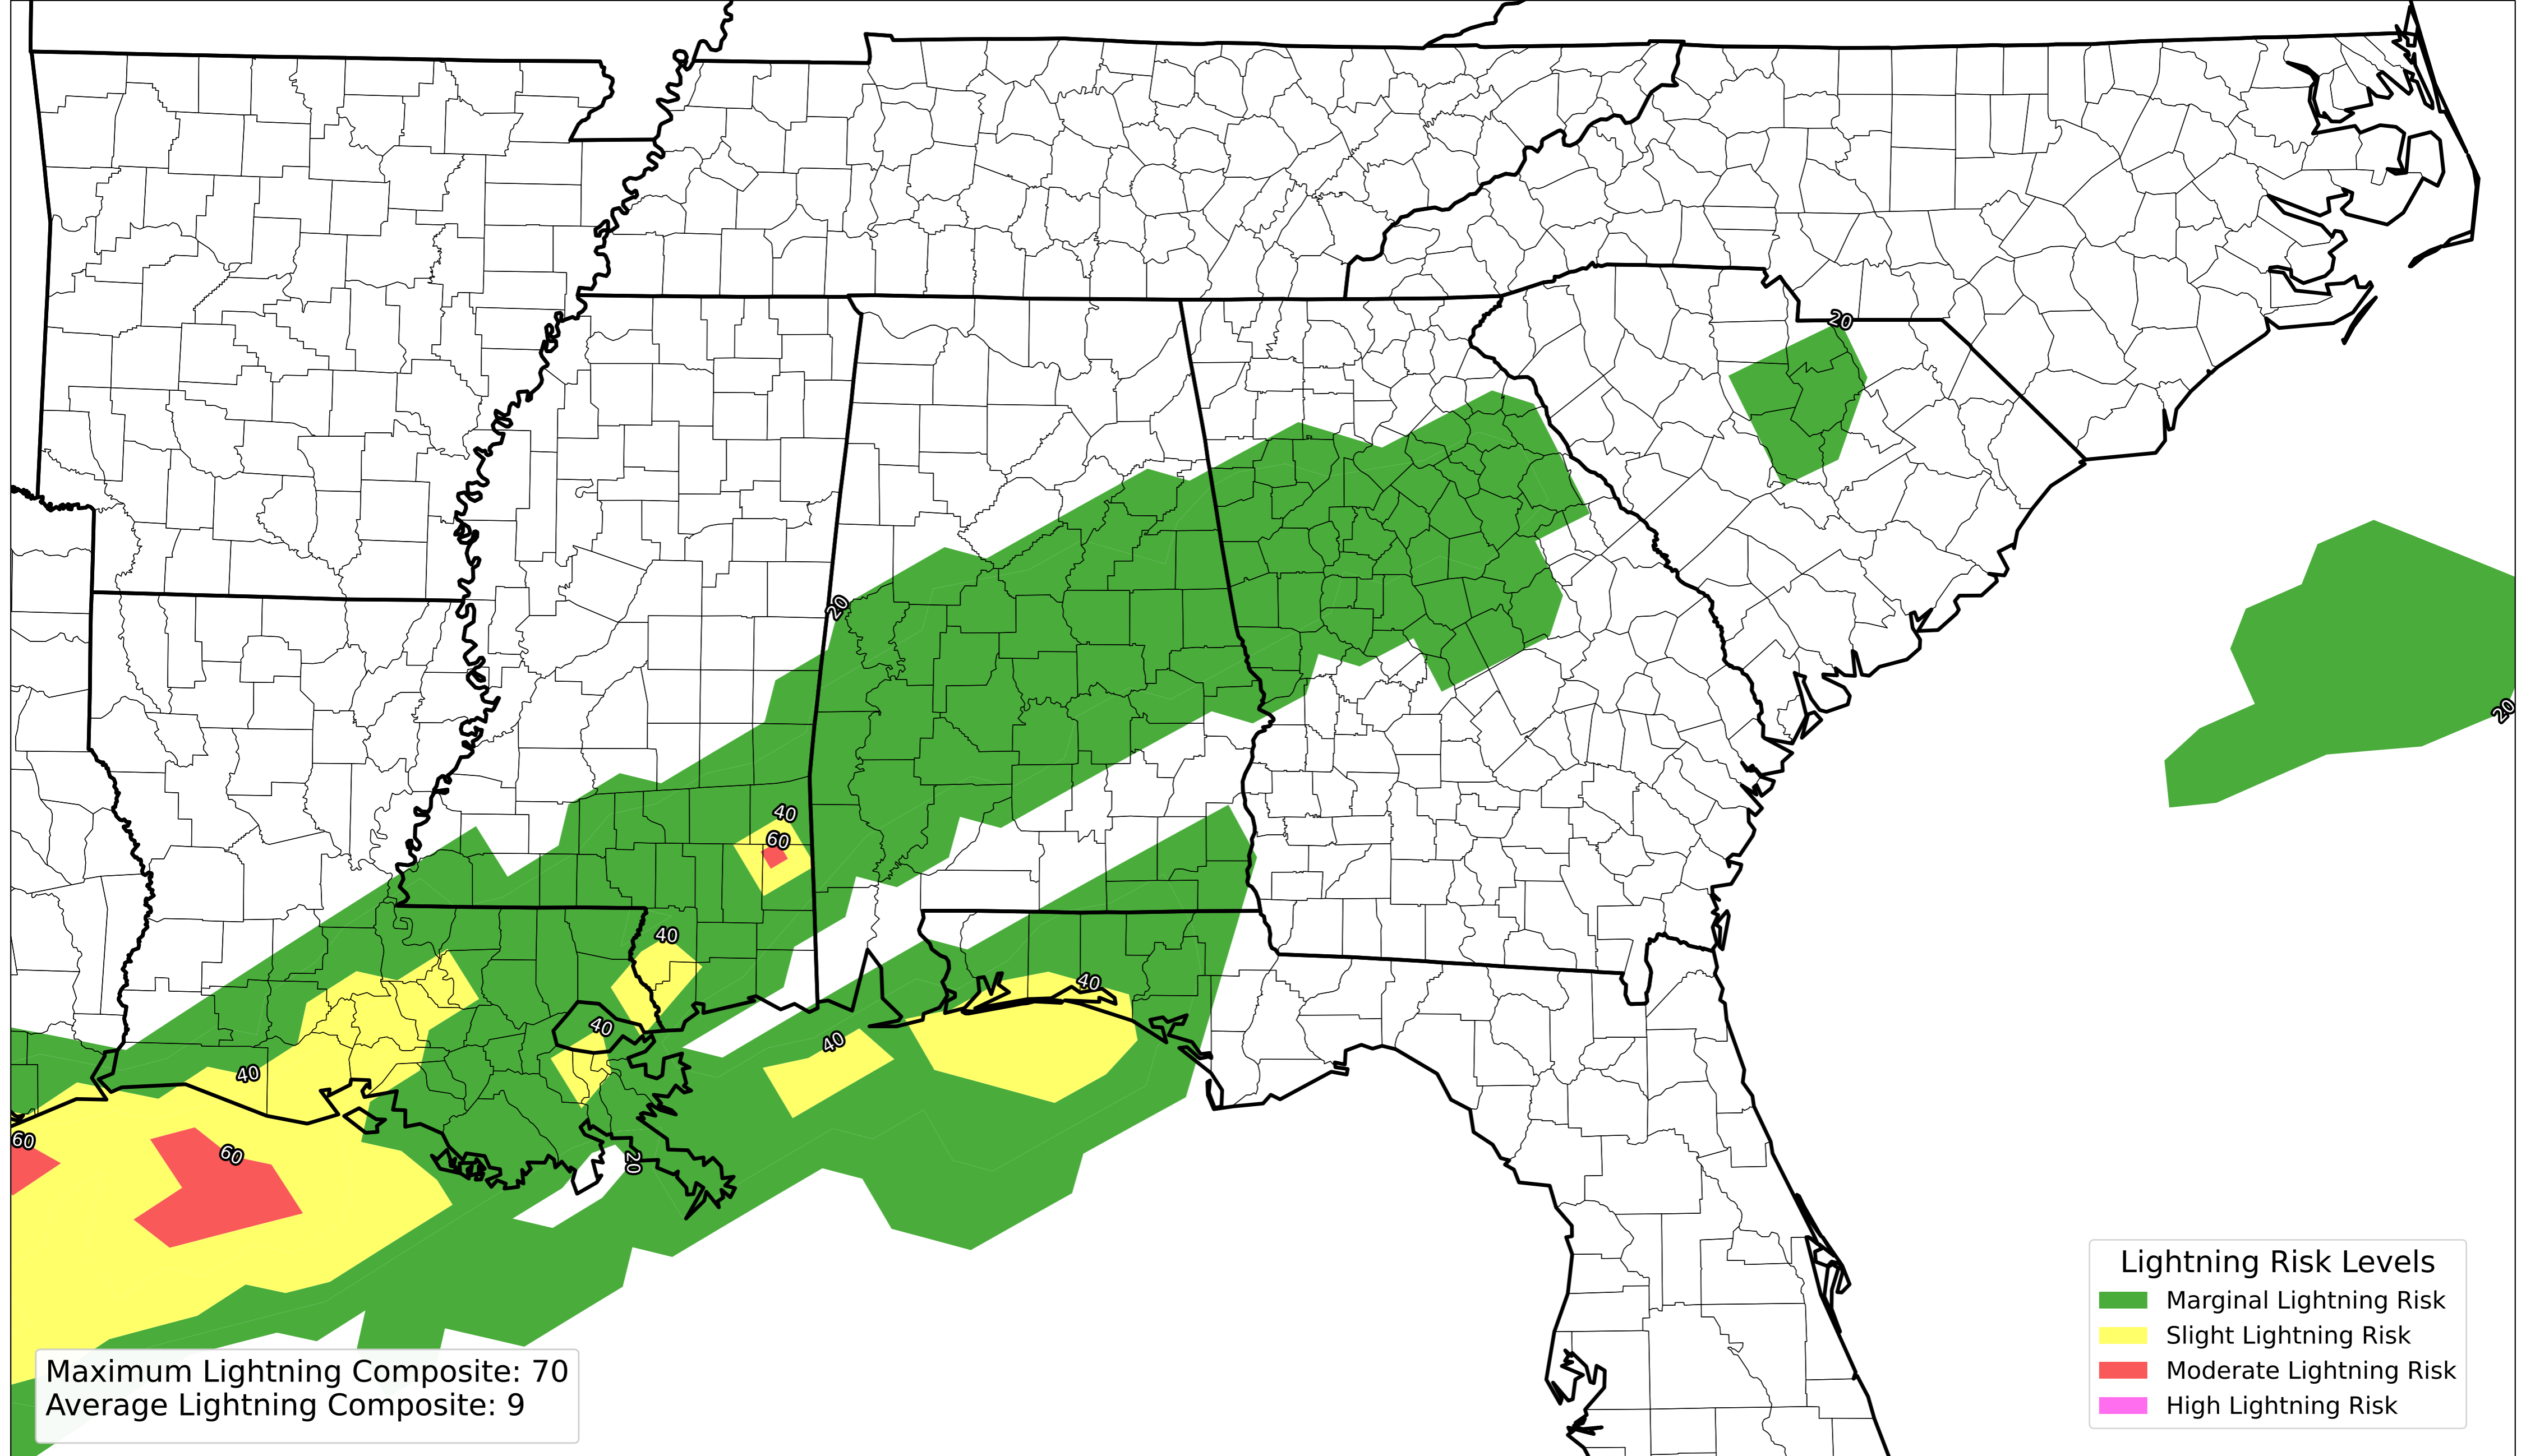 20
20
20
40
60
40
40
40
40
40
60
60
20
Lightning Risk Levels
Marginal Lightning Risk
Slight Lightning Risk
Moderate Lightning Risk
High Lightning Risk
Maximum Lightning Composite: 70
Average Lightning Composite: 9